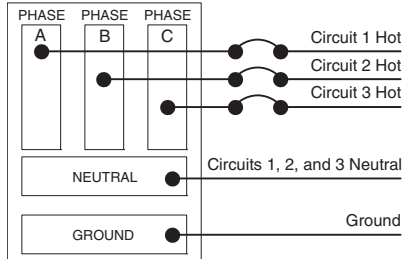 PHASE PHASE PHASE
A B C
Circuit 1 Hot
Circuit 2 Hot
Circuit 3 Hot
NEUTRAL
Circuits 1, 2, and 3 Neutral
GROUND
Ground